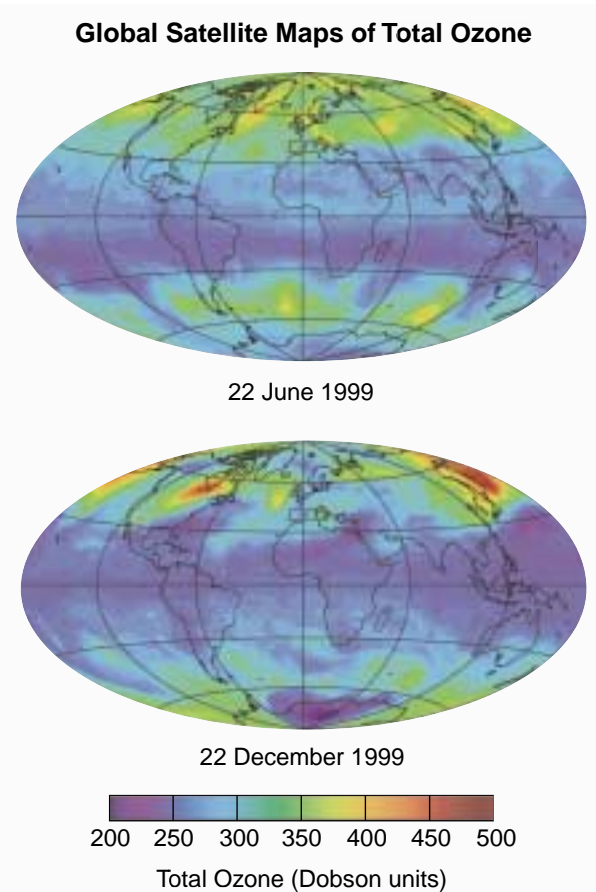 Global Satellite Maps of Total Ozone
22 June 1999
22 December 1999
200 250 300 350 400 450 500
Total Ozone (Dobson units)